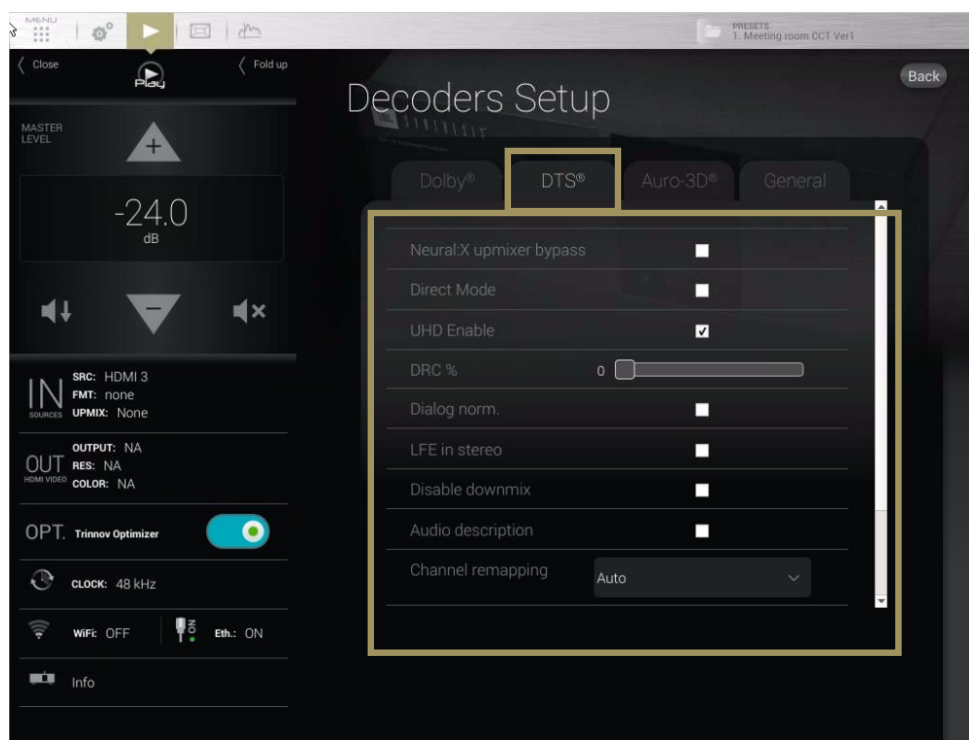 MENU
PRESETS
1. Meeting room CCT Ver1
Close
Play
Fold up
Decoders Setup
Back
MASTER
LEVEL
-24.0
dB
Dolby®
DTS®
Auro-3D®
General
Neural:X upmixer bypass
Direct Mode
UHD Enable
DRC %
0
Dialog norm.
LFE in stereo
Disable downmix
Audio description
Channel remapping
Auto
IN
SOURCES
SRC: HDMI 3
FMT: none
UPMIX: None
OUT
HDMI VIDEO
OUTPUT: NA
RES: NA
COLOR: NA
OPT. Trinnov Optimizer
CLOCK: 48 kHz
WiFi: OFF
ON
Eth.: ON
Info